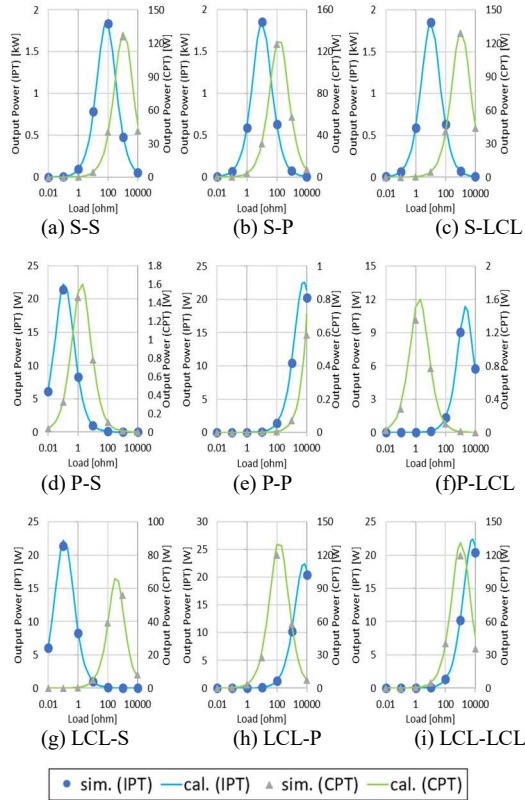 Output Power (IPT) [kW]
2
1.5
1
0.5
0
0.01 1 100 10000
Load [ohm]
150
120
90
60
30
0
Output Power (CPT) [W]
(a) S-S
Output Power (IPT) [kW]
2
1.5
1
0.5
0
0.01 1 100 10000
Load [ohm]
160
120
80
40
0
Output Power (CPT) [W]
(b) S-P
Output Power (IPT) [kW]
2
1.5
1
0.5
0
0.01 1 100 10000
Load [ohm]
150
120
90
60
30
0
Output Power (CPT) [W]
(c) S-LCL
Output Power (IPT) [W]
25
20
15
10
5
0
0.01 1 100 10000
Load [ohm]
1.6
1.4
1.2
1
0.8
0.6
0.4
0.2
0
Output Power (CPT) [W]
(d) P-S
Output Power (IPT) [W]
25
20
15
10
5
0
0.01 1 100 10000
Load [ohm]
1
0.8
0.6
0.4
0.2
0
Output Power (CPT) [W]
(e) P-P
Output Power (IPT) [W]
15
12
9
6
3
0
0.01 1 100 10000
Load [ohm]
2
1.6
1.2
0.8
0.4
0
Output Power (CPT) [W]
(f)P-LCL
Output Power (IPT) [W]
25
20
15
10
5
0
0.01 1 100 10000
Load [ohm]
100
80
60
40
20
0
Output Power (CPT) [W]
(g) LCL-S
Output Power (IPT) [W]
30
25
20
15
10
5
0
0.01 1 100 10000
Load [ohm]
150
120
90
60
30
0
Output Power (CPT) [W]
(h) LCL-P
Output Power (IPT) [W]
25
20
15
10
5
0
0.01 1 100 10000
Load [ohm]
150
120
90
60
30
0
Output Power (CPT) [W]
(i) LCL-LCL
sim. (IPT) cal. (IPT) sim. (CPT) cal. (CPT)